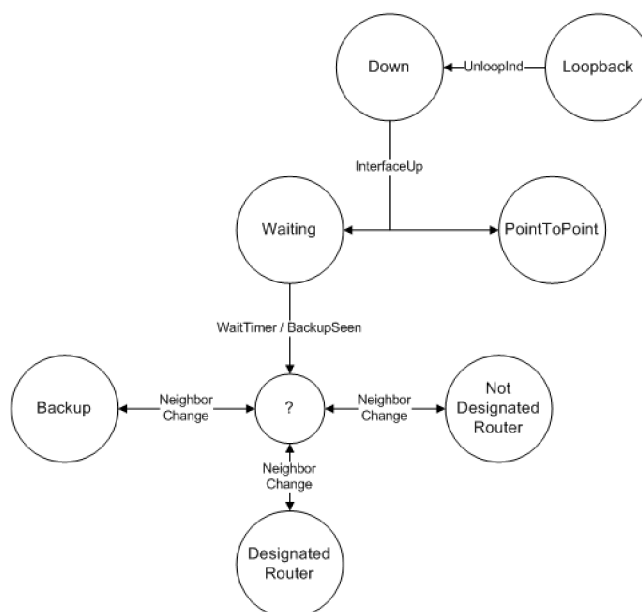 Down
UnloopInd
Loopback
InterfaceUp
Waiting
PointToPoint
WaitTimer / BackupSeen
Backup
Neighbor
Change
?
Neighbor
Change
Not
Designated
Router
Neighbor
Change
Designated
Router